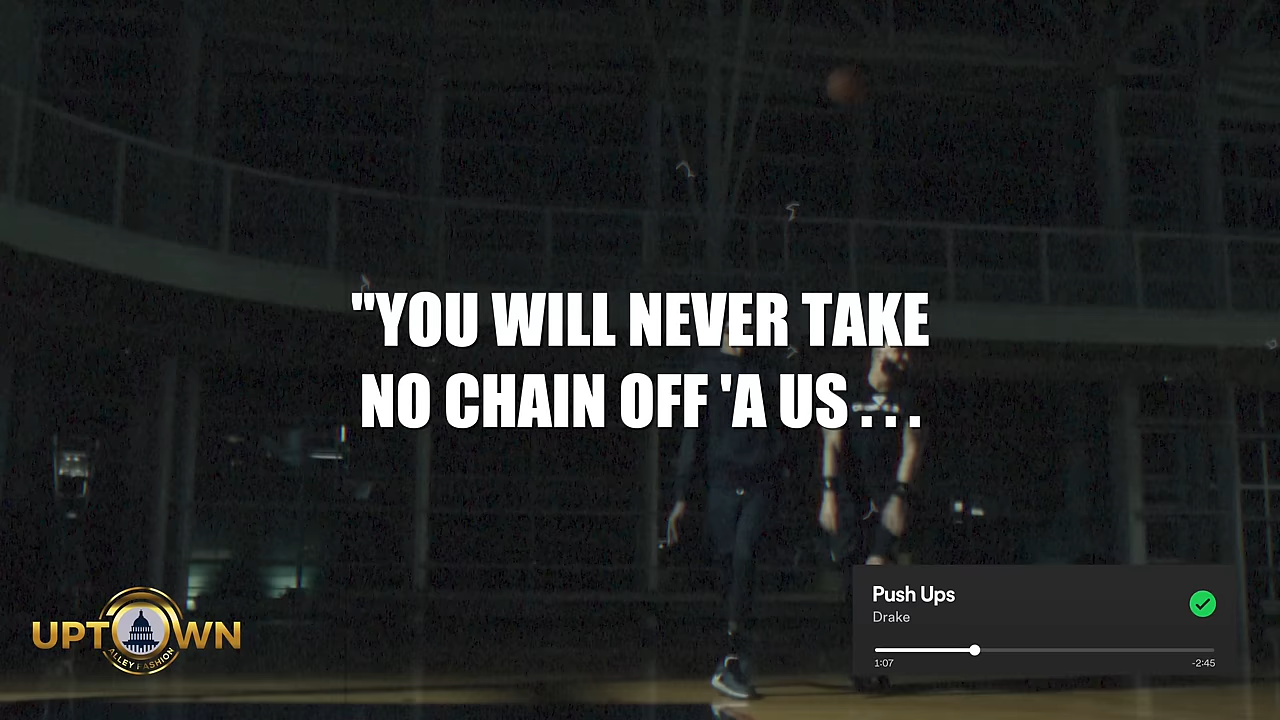 "YOU WILL NEVER TAKE
NO CHAIN OFF 'A US . . .
UPTOWN
ALLEY FASHION
Push Ups
Drake
1:07
-2:45